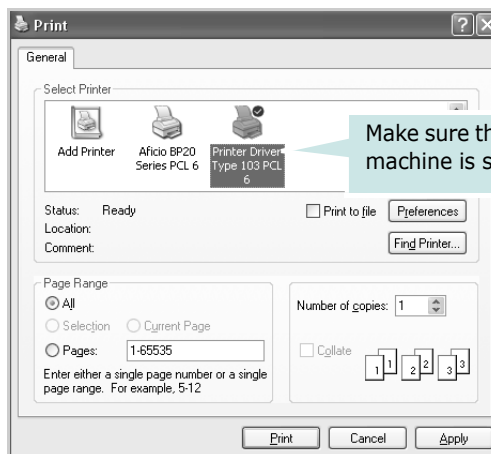 Print
General
Select Printer
Add Printer
Aficio BP20
Series PCL 6
Printer Driver
Type 103 PCL
6
Make sure th
machine is s
Status: Ready
Location:
Comment:
Print to file
Preferences
Find Printer...
Page Range
All
Selection Current Page
Pages: 1-65535
Enter either a single page number or a single
page range. For example, 5-12
Number of copies: 1
Collate
1 1 2 2 3 3
Print Cancel Apply